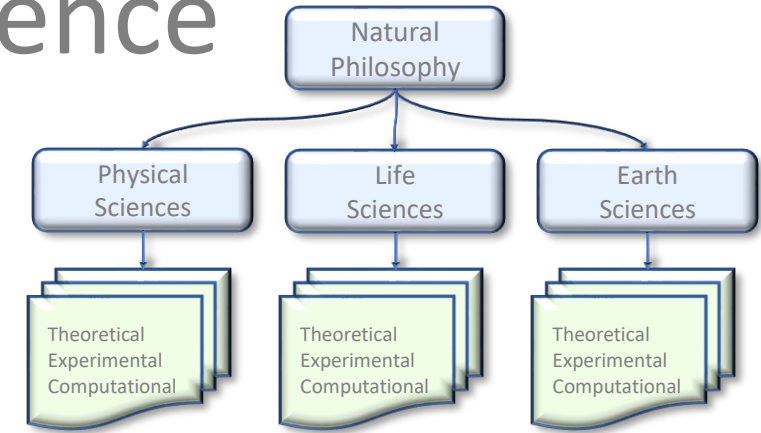 ence
Natural
Philosophy
Physical
Sciences
Life
Sciences
Earth
Sciences
Theoretical
Experimental
Computational
Theoretical
Experimental
Computational
Theoretical
Experimental
Computational